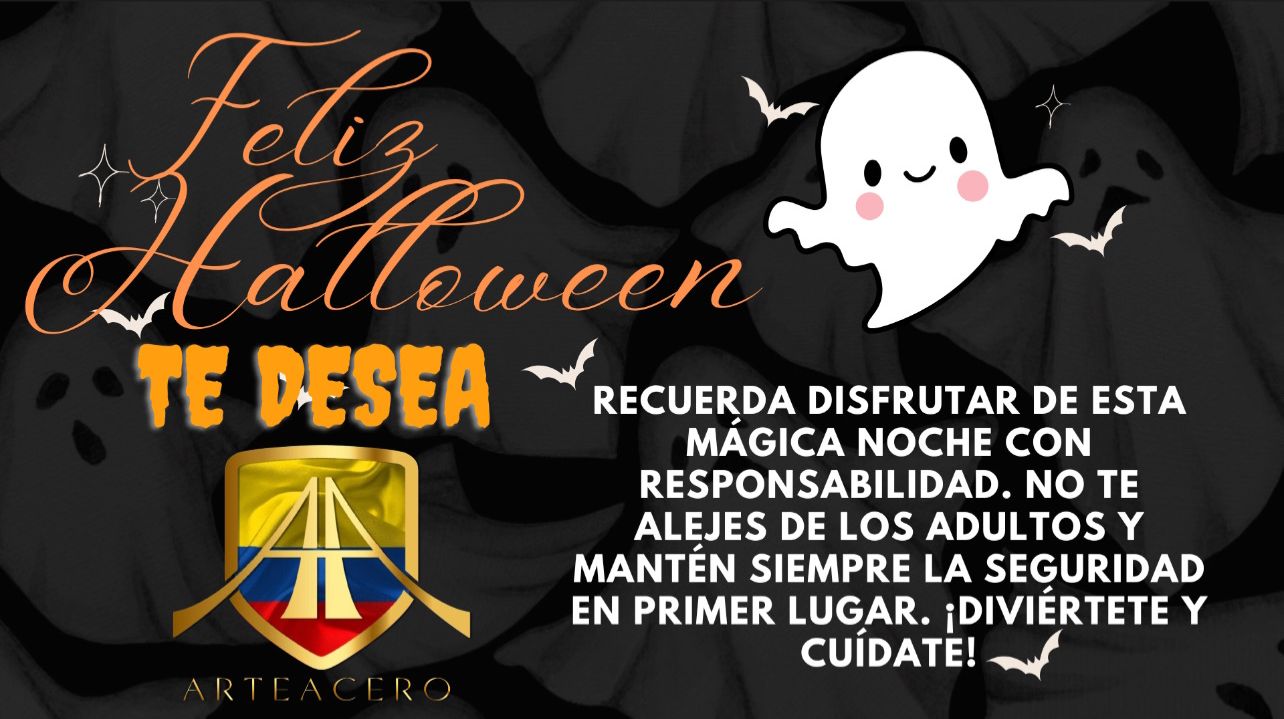 Feliz
Halloween
TE DESEA
ARTEACERO
RECUERDA DISFRUTAR DE ESTA
MÁGICA NOCHE CON
RESPONSABILIDAD. NO TE
ALEJES DE LOS ADULTOS Y
MANTÉN SIEMPRE LA SEGURIDAD
EN PRIMER LUGAR. ¡DIVIÉRTETE Y
CUÍDATE!